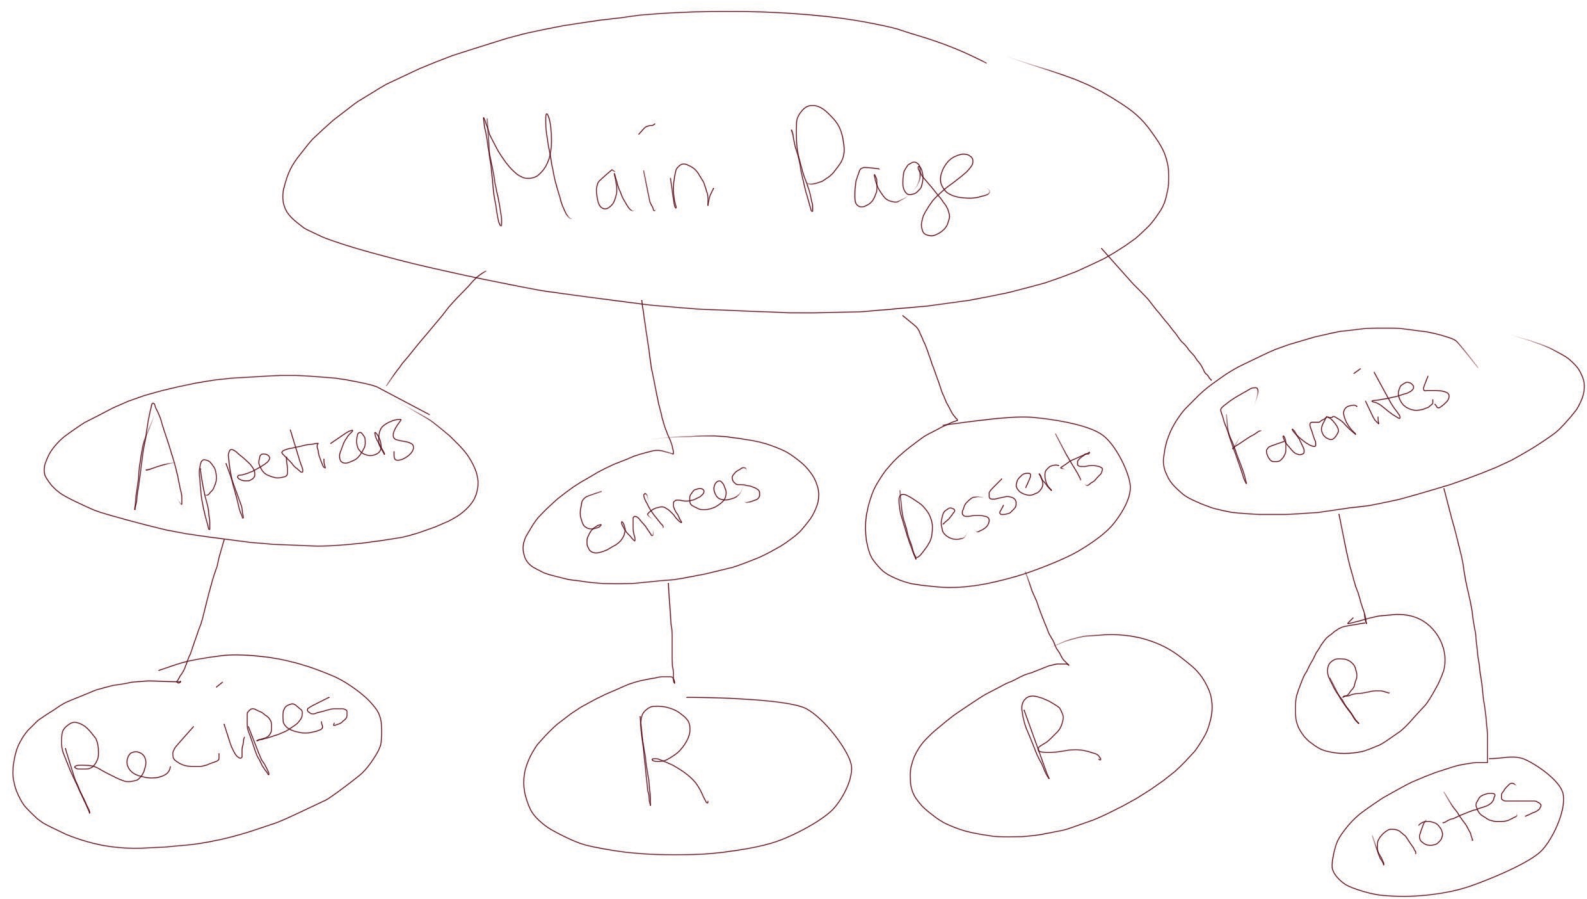 Main Page
Appetizers
Entrees
Desserts
Favorites
Recipes
R
R
R
notes